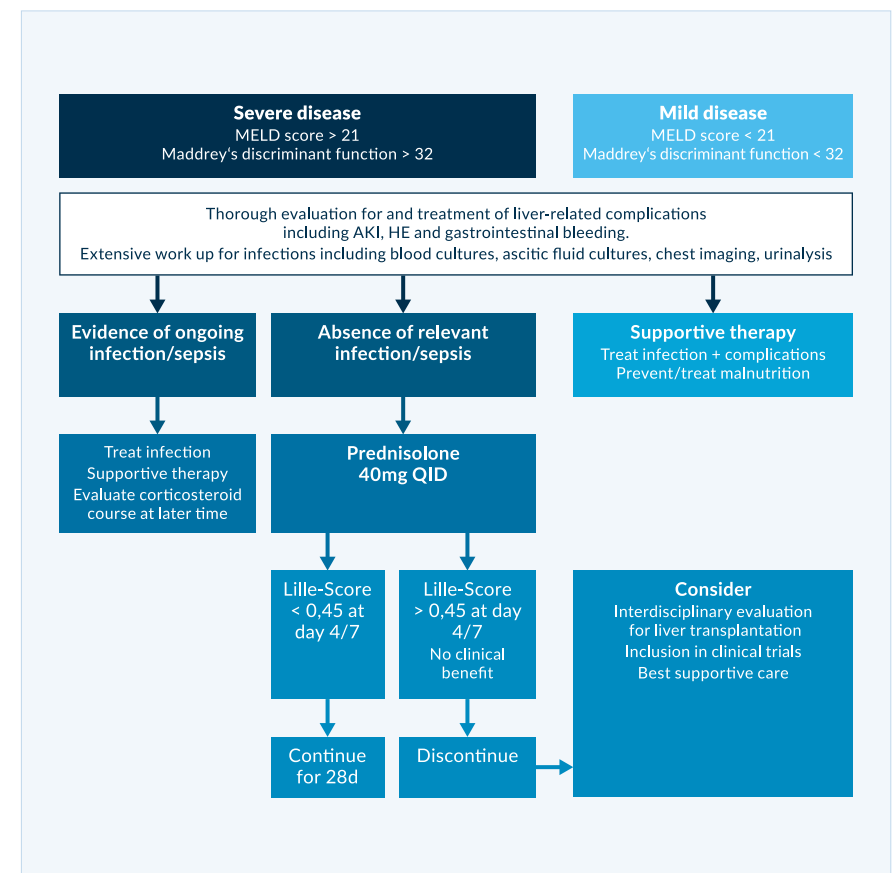 Severe disease
MELD score > 21
Maddrey‘s discriminant function > 32
Mild disease
MELD score < 21
Maddrey‘s discriminant function < 32
Thorough evaluation for and treatment of liver-related complications
including AKI, HE and gastrointestinal bleeding.
Extensive work up for infections including blood cultures, ascitic fluid cultures, chest imaging, urinalysis
Evidence of ongoing
infection/sepsis
Absence of relevant
infection/sepsis
Supportive therapy
Treat infection + complications
Prevent/treat malnutrition
Treat infection
Supportive therapy
Evaluate corticosteroid
course at later time
Prednisolone
40mg QID
Lille-Score
< 0,45 at
day 4/7
Lille-Score
> 0,45 at day
4/7
No clinical
benefit
Consider
Interdisciplinary evaluation
for liver transplantation
Inclusion in clinical trials
Best supportive care
Continue
for 28d
Discontinue